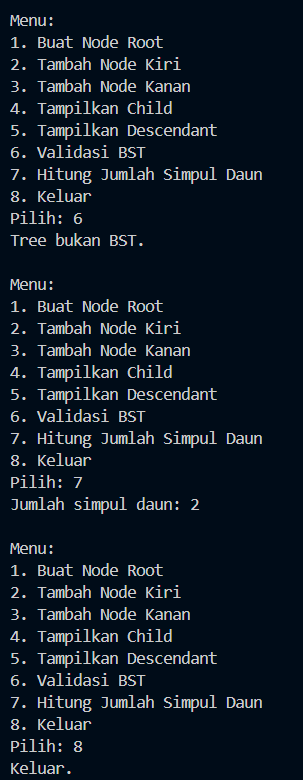 Menu:
1. Buat Node Root
2. Tambah Node Kiri
3. Tambah Node Kanan
4. Tampilkan Child
5. Tampilkan Descendant
6. Validasi BST
7. Hitung Jumlah Simpul Daun
8. Keluar
Pilih: 6
Tree bukan BST.

Menu:
1. Buat Node Root
2. Tambah Node Kiri
3. Tambah Node Kanan
4. Tampilkan Child
5. Tampilkan Descendant
6. Validasi BST
7. Hitung Jumlah Simpul Daun
8. Keluar
Pilih: 7
Jumlah simpul daun: 2

Menu:
1. Buat Node Root
2. Tambah Node Kiri
3. Tambah Node Kanan
4. Tampilkan Child
5. Tampilkan Descendant
6. Validasi BST
7. Hitung Jumlah Simpul Daun
8. Keluar
Pilih: 8
Keluar.